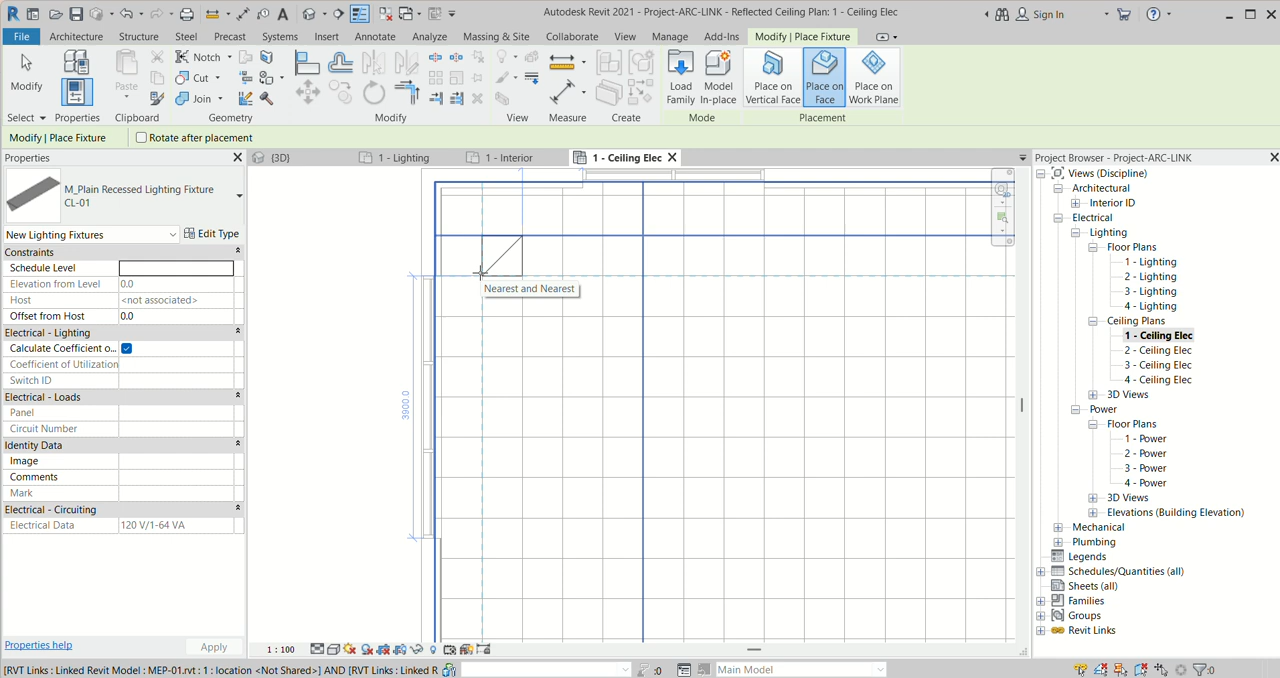 Autodesk Revit 2021 - Project-ARC-LINK - Reflected Ceiling Plan: 1 - Ceiling Elec
Sign In
File Architecture Structure Steel Precast Systems Insert Annotate Analyze Massing & Site Collaborate View Manage Add-Ins Modify | Place Fixture
Modify
Paste
Notch
Cut
Join
Load Family
Model In-place
Place on Vertical Face
Place on Face
Place on Work Plane
Select Properties Clipboard Geometry Modify View Measure Create Mode Placement
Modify | Place Fixture
Rotate after placement
Properties
(3D)
1 - Lighting
1 - Interior
1 - Ceiling Elec
Project Browser - Project-ARC-LINK
M_Plain Recessed Lighting Fixture
CL-01
New Lighting Fixtures
Edit Type
Constraints
Schedule Level
Elevation from Level 0.0
Host <not associated>
Offset from Host 0.0
Electrical - Lighting
Calculate Coefficient o...
Coefficient of Utilization
Switch ID
Electrical - Loads
Panel
Circuit Number
Identity Data
Image
Comments
Mark
Electrical - Circuiting
Electrical Data 120 V/1-64 VA
Properties help
Apply
Nearest and Nearest
3900.0
Views (Discipline)
Architectural
Interior ID
Electrical
Lighting
Floor Plans
1 - Lighting
2 - Lighting
3 - Lighting
4 - Lighting
Ceiling Plans
1 - Ceiling Elec
2 - Ceiling Elec
3 - Ceiling Elec
4 - Ceiling Elec
3D Views
Power
Floor Plans
1 - Power
2 - Power
3 - Power
4 - Power
3D Views
Elevations (Building Elevation)
Mechanical
Plumbing
Legends
Schedules/Quantities (all)
Sheets (all)
Families
Groups
Revit Links
1 : 100
[RVT Links : Linked Revit Model : MEP-01.rvt : 1 : location <Not Shared>] AND [RVT Links : Linked R
:0
Main Model
:0